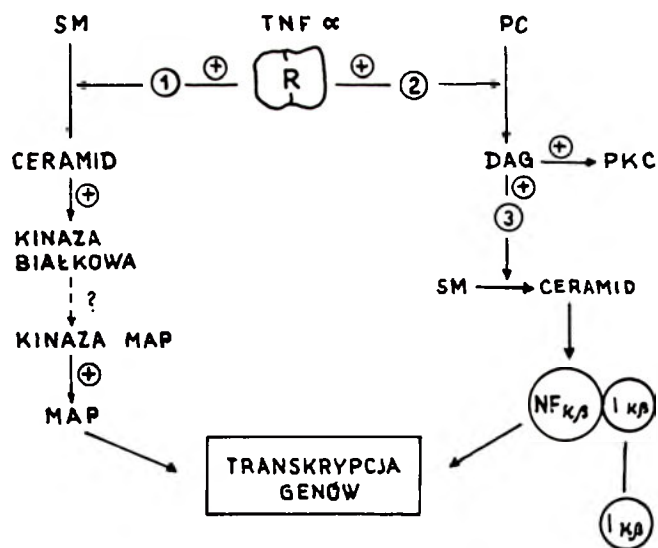 SM TNF α PC
1 + R + 2
CERAMID DAG + PKC
+ +
KINAZA
BIAŁKOWA
3
?
SM CERAMID
KINAZA MAP
+
MAP
NFκβ Iκβ
TRANSKRYPCJA
GENÓW
Iκβ